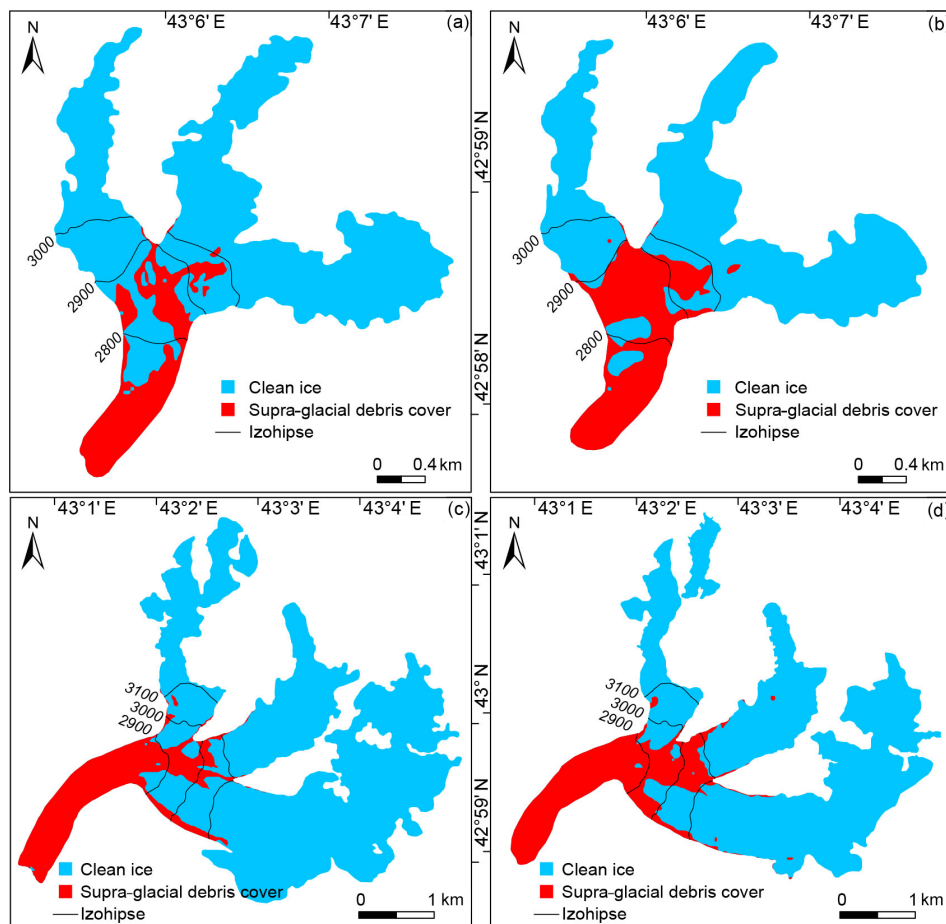 43°6′ E 43°7′ E (a)
N
3000
2900
2800
Clean ice
Supra-glacial debris cover
Izohipse
0 0.4 km
42°59′ N
42°58′ N
43°6′ E 43°7′ E (b)
N
3000
2900
2800
Clean ice
Supra-glacial debris cover
Izohipse
0 0.4 km
43°1′ E 43°2′ E 43°3′ E 43°4′ E (c)
N
3100
3000
2900
Clean ice
Supra-glacial debris cover
Izohipse
0 1 km
43°1′ N
43° N
42°59′ N
43°1′ E 43°2′ E 43°3′ E 43°4′ E (d)
N
3100
3000
2900
Clean ice
Supra-glacial debris cover
Izohipse
0 1 km